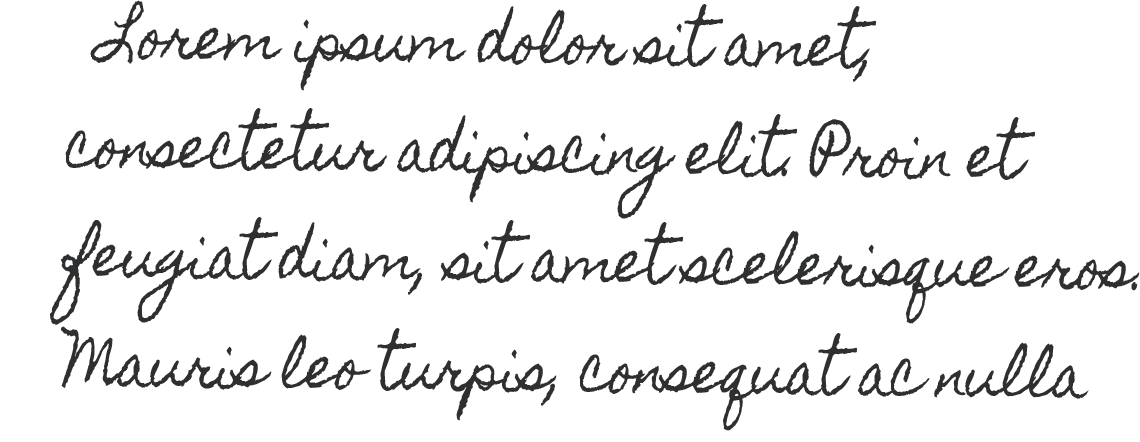 Lorem ipsum dolor sit amet,
consectetur adipiscing elit. Proin et
feugiat diam, sit amet scelerisque eros.
Mauris leo turpis, consequat ac nulla